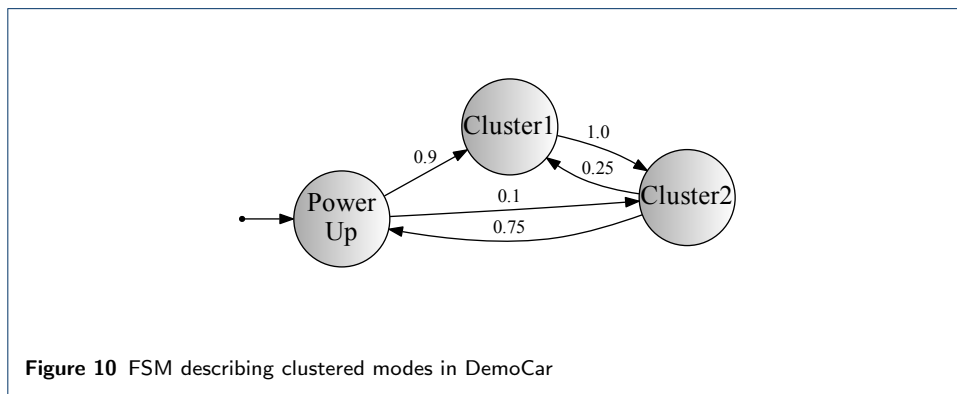 Cluster1
1.0
0.9
0.25
Cluster2
Power
Up
0.1
0.75
Figure 10 FSM describing clustered modes in DemoCar